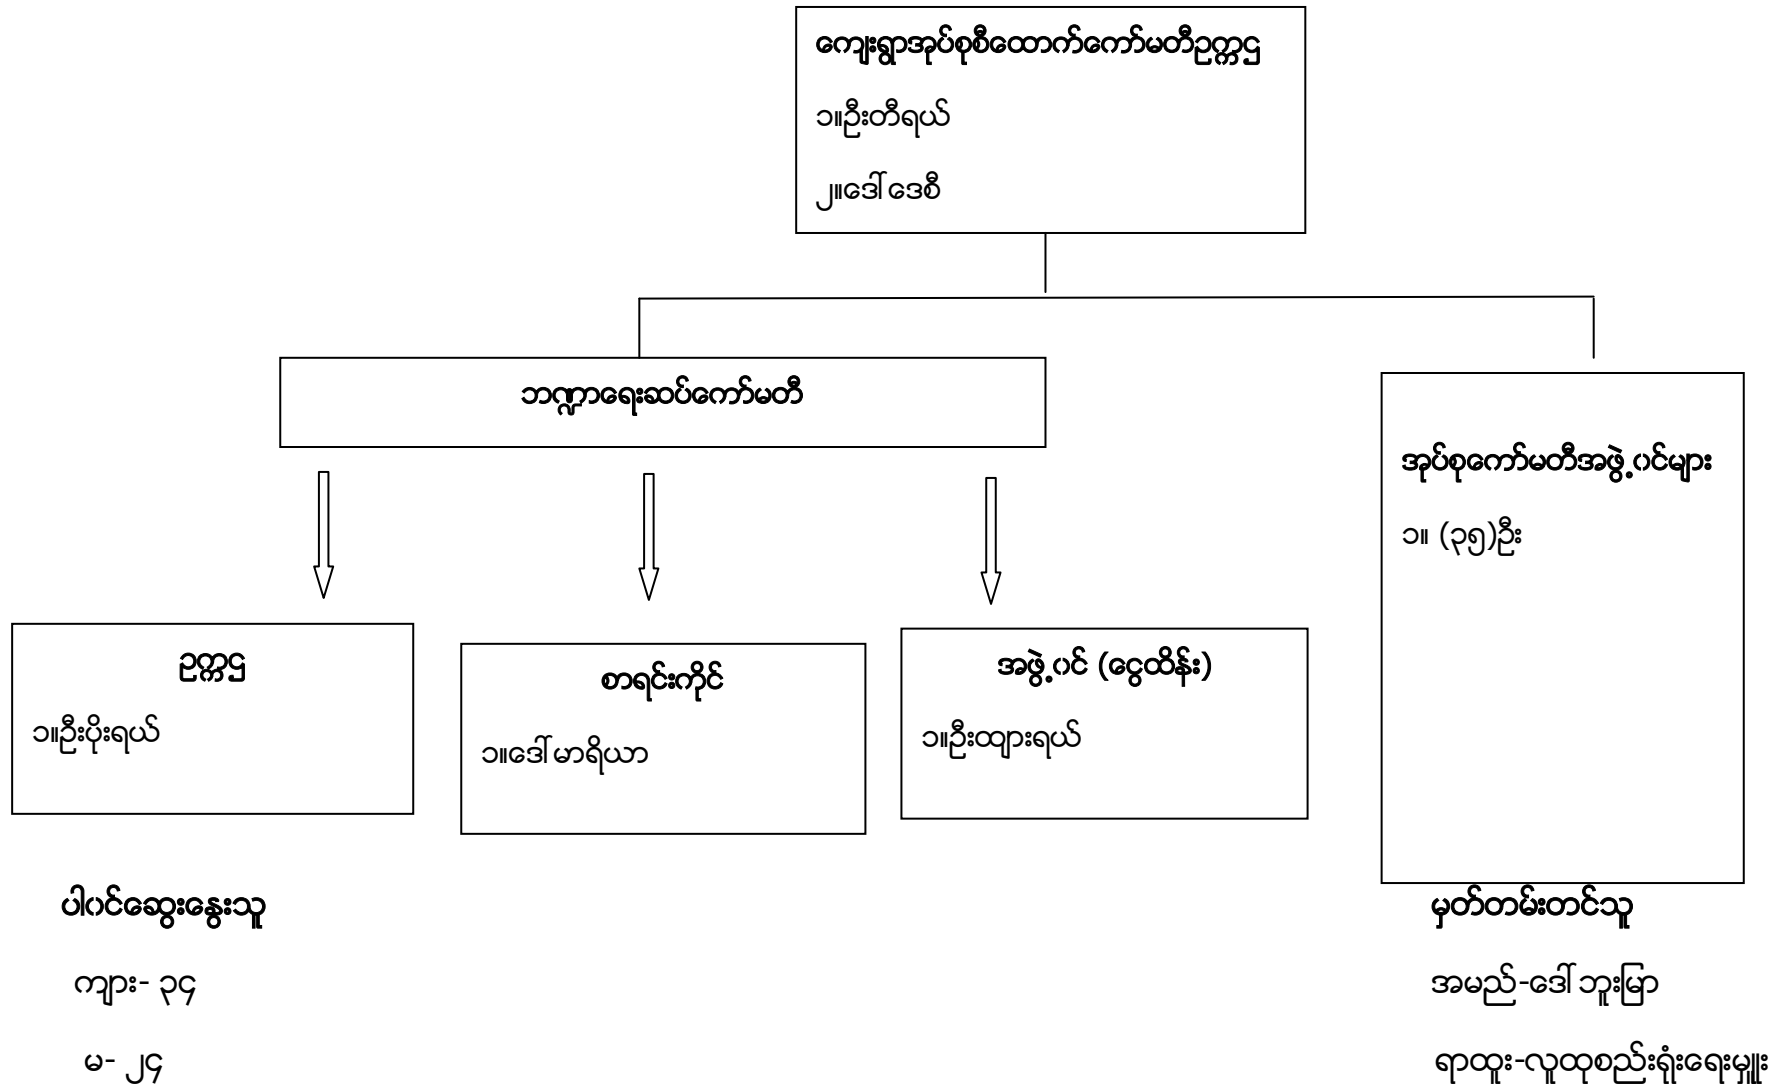 ကျေးရွာအုပ်စုစီထောက်ကော်မတီဥက္ကဌ
၁။ဦးတီရယ်
၂။ဒေါ်ဒေစီ
ဘဏ္ဍာရေးဆပ်ကော်မတီ
အုပ်စုကော်မတီအဖွဲ့ဝင်များ
၁။ (၃၅)ဦး
ဥက္ကဌ
၁။ဦးပိုးရယ်
စာရင်းကိုင်
၁။ဒေါ်မာရိယာ
အဖွဲ့ဝင် (ငွေထိန်း)
၁။ဦးထျားရယ်
ပါဝင်ဆွေးနွေးသူ
ကျား- ၃၄
မ- ၂၄
မှတ်တမ်းတင်သူ
အမည်-ဒေါ်ဘူးမြာ
ရာထူး-လူထုစည်းရုံးရေးမှူး